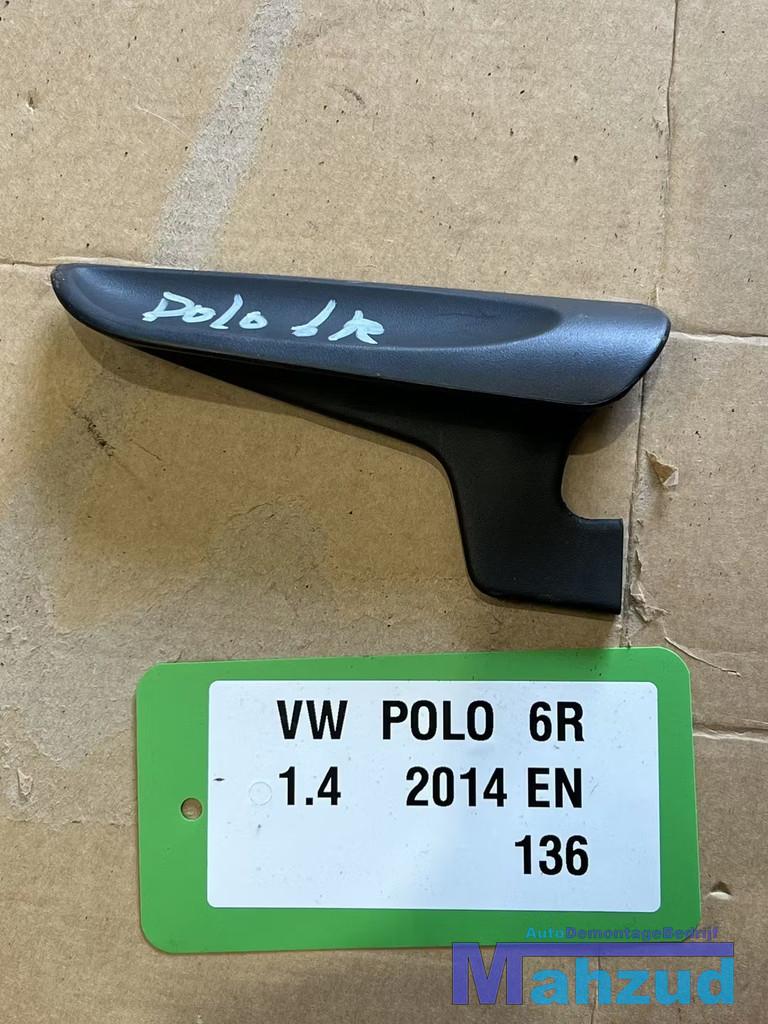 Polo 6R
VW POLO 6R
1.4 2014 EN
136
AutoDemontageBedrijf
Mahzud